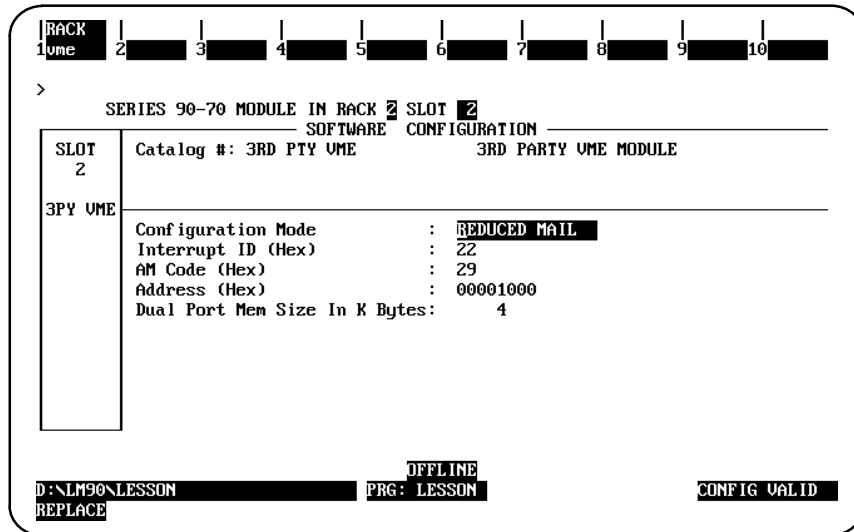 RACK
1vme 2 3 4 5 6 7 8 9 10
>
SERIES 90-70 MODULE IN RACK 2 SLOT 2
SOFTWARE CONFIGURATION
SLOT Catalog #: 3RD PTY VME 3RD PARTY VME MODULE
2
3PY VME
Configuration Mode : REDUCED MAIL
Interrupt ID (Hex) : 22
AM Code (Hex) : 29
Address (Hex) : 00001000
Dual Port Mem Size In K Bytes: 4
OFFLINE
D:\LM90\LESSON PRG: LESSON CONFIG VALID
REPLACE